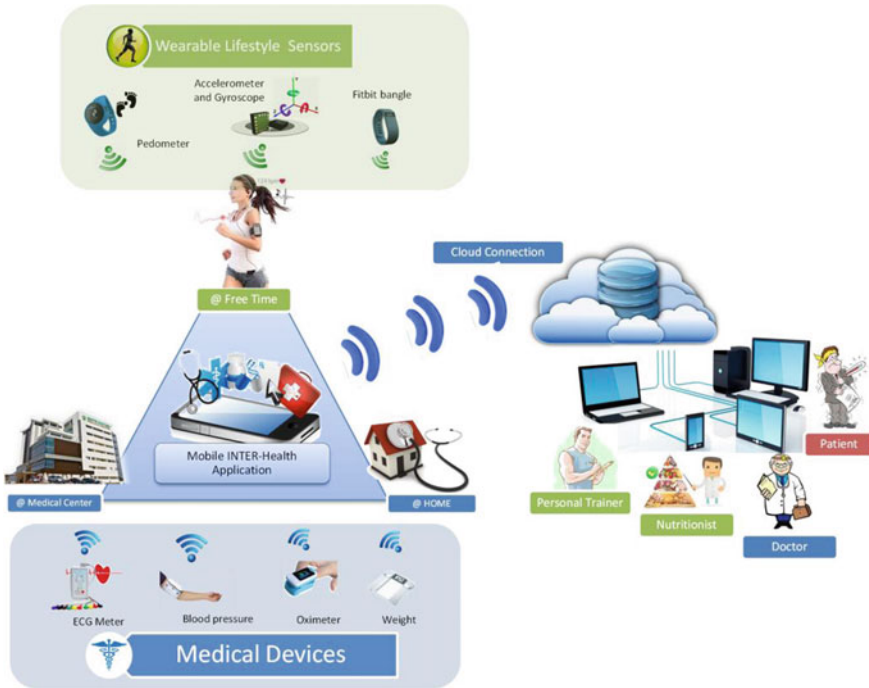 Wearable Lifestyle Sensors
Accelerometer
and Gyroscope
Fitbit bangle
Pedometer
Cloud Connection
@ Free Time
Mobile INTER-Health
Application
@ Medical Center
@ HOME
Patient
Personal Trainer
Nutritionist
Doctor
ECG Meter
Blood pressure
Oximeter
Weight
Medical Devices